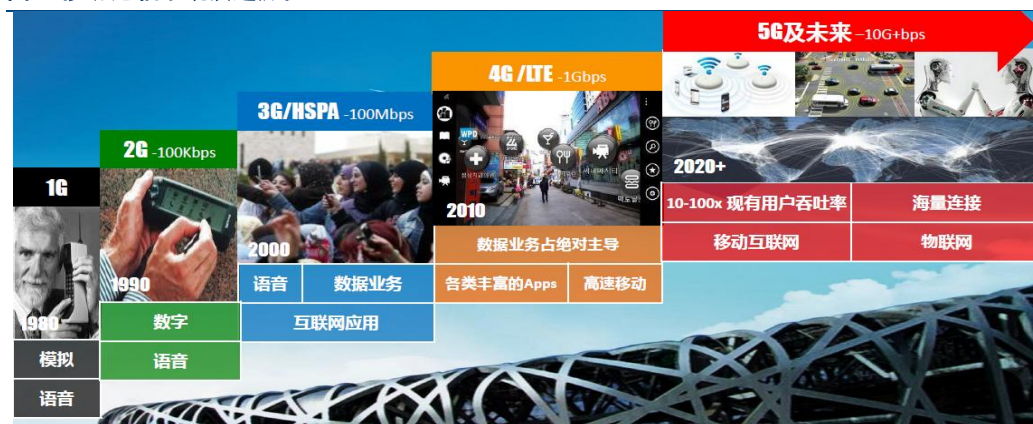 1G
1980
模拟
语音
2G -100Kbps
1990
数字
语音
3G/HSPA -100Mbps
2000
语音 数据业务
互联网应用
4G /LTE -1Gbps
WPD
2010
数据业务占绝对主导
各类丰富的Apps 高速移动
5G及未来 –10G+bps
2020+
10-100x 现有用户吞吐率 海量连接
移动互联网 物联网